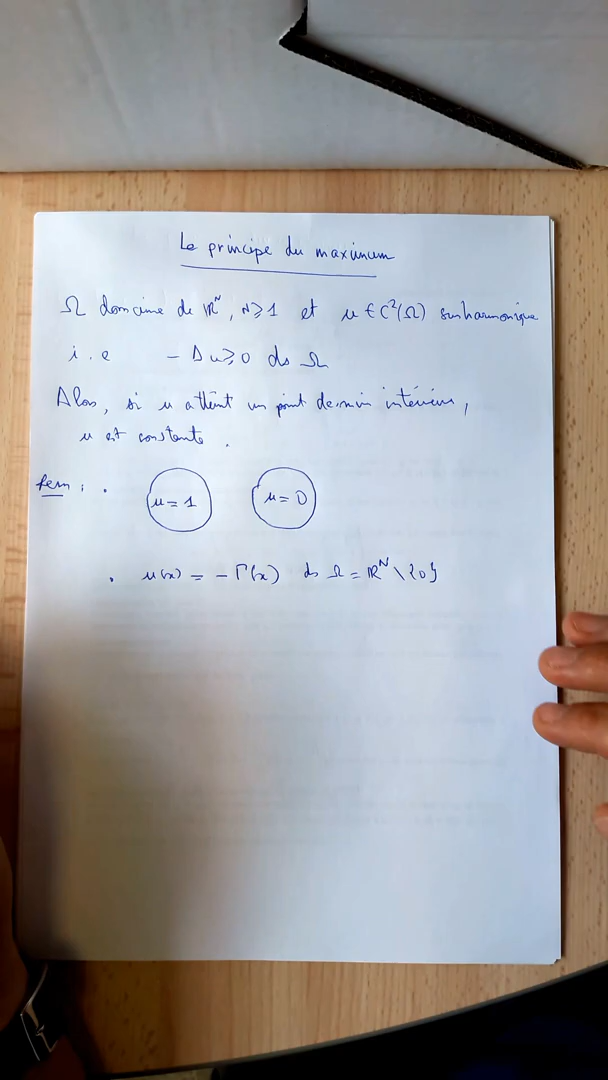 Le principe du maximum
Ω domaine de ℝᴺ, N ≥ 1 et u ∈ C²(Ω) surharmonique
i.e - Δu ≥ 0 ds Ω
Alors, si u atteint un point de min intérieur,
u est constante.
Rem : . u = 1 u = 0
. u(x) = - Γ(x) ds Ω = ℝᴺ \ {0}